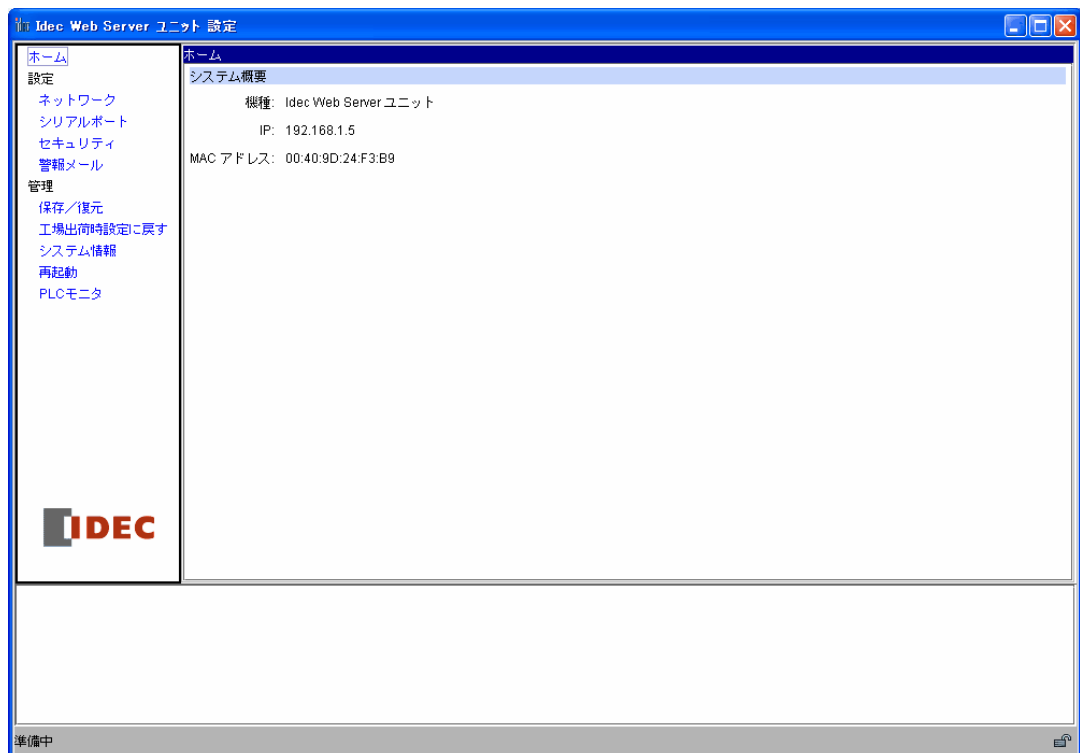 Idec Web Server ユニット 設定
ホーム
設定
ネットワーク
シリアルポート
セキュリティ
警報メール
管理
保存／復元
工場出荷時設定に戻す
システム情報
再起動
PLCモニタ
IDEC
ホーム
システム概要
機種: Idec Web Server ユニット
IP: 192.168.1.5
MAC アドレス: 00:40:9D:24:F3:B9
準備中